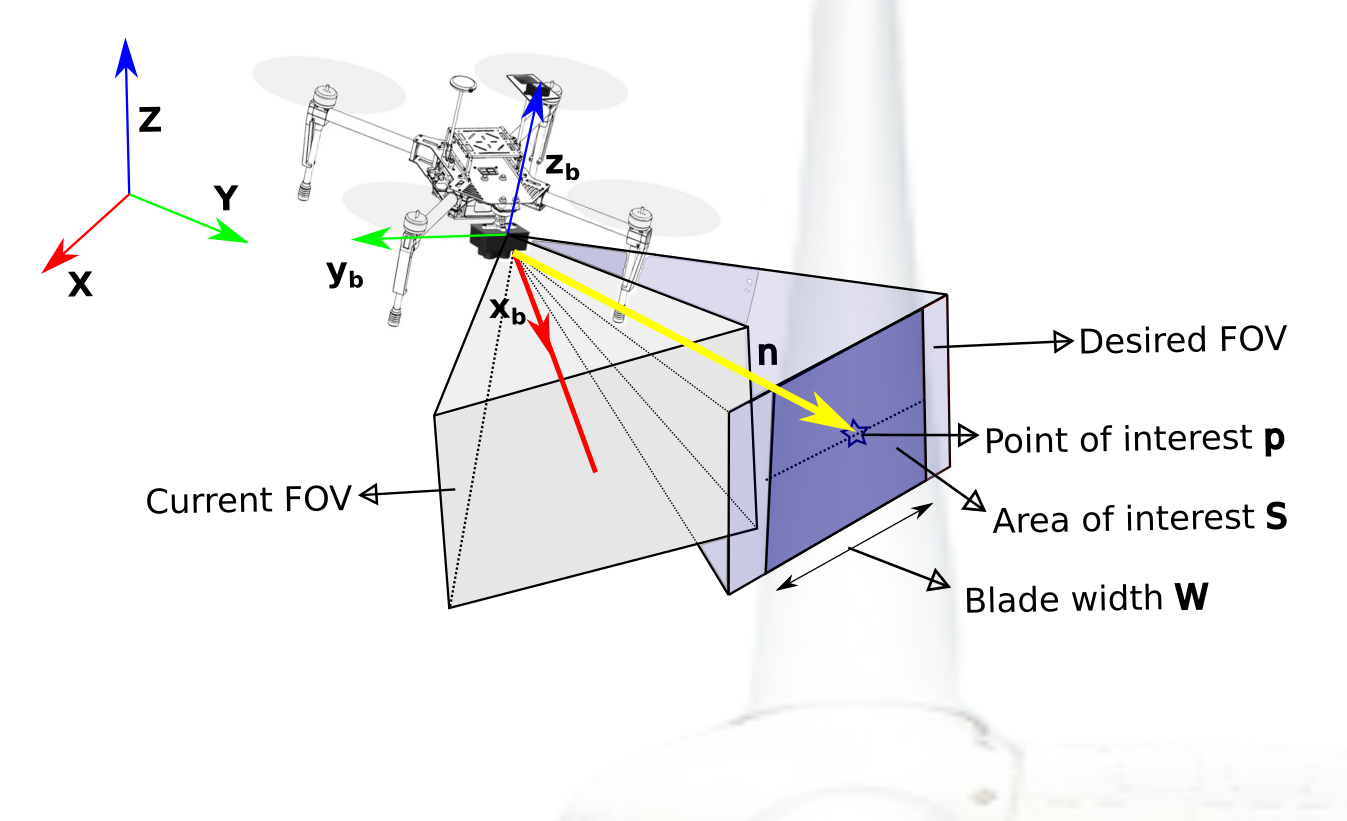 Z
Y
X
z_b
y_b
x_b
n
Desired FOV
Point of interest p
Current FOV
Area of interest S
Blade width W